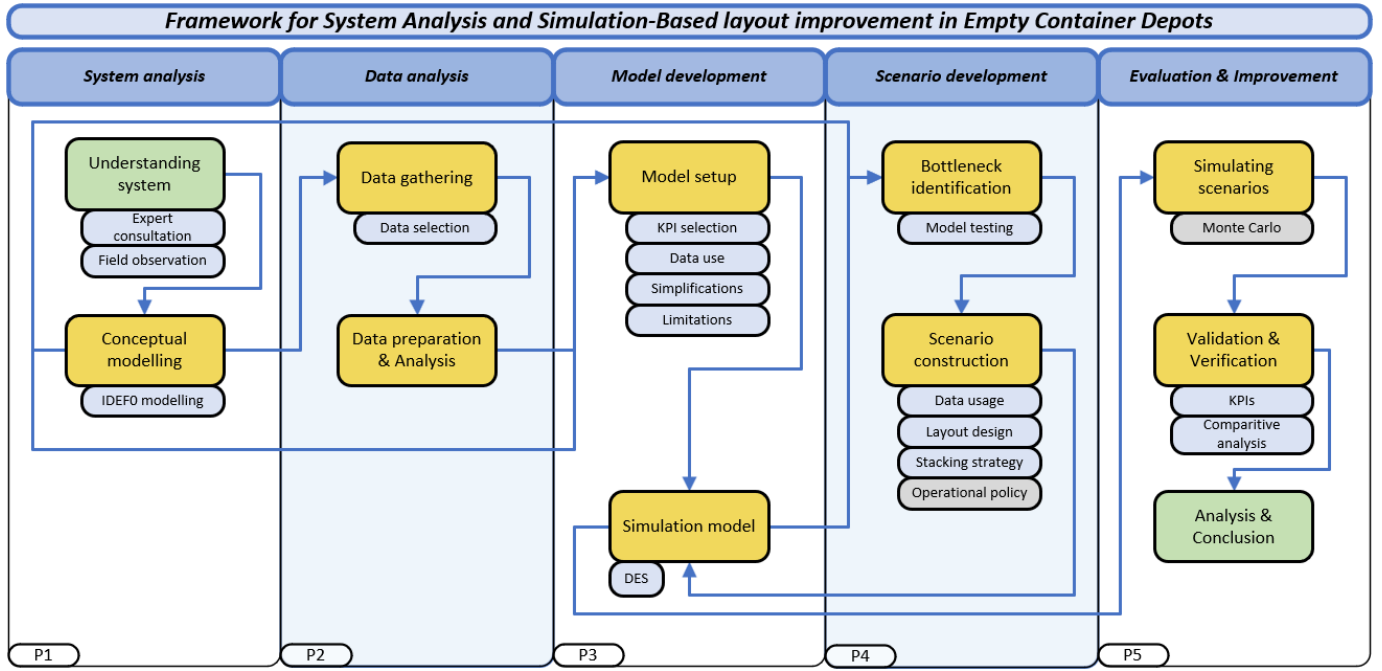 Framework for System Analysis and Simulation-Based layout improvement in Empty Container Depots
System analysis
Data analysis
Model development
Scenario development
Evaluation & Improvement
Understanding
system
Expert
consultation
Field observation
Conceptual
modelling
IDEF0 modelling
P1
Data gathering
Data selection
Data preparation
& Analysis
P2
Model setup
KPI selection
Data use
Simplifications
Limitations
Simulation model
DES
P3
Bottleneck
identification
Model testing
Scenario
construction
Data usage
Layout design
Stacking strategy
Operational policy
P4
Simulating
scenarios
Monte Carlo
Validation &
Verification
KPIs
Comparitive
analysis
Analysis &
Conclusion
P5